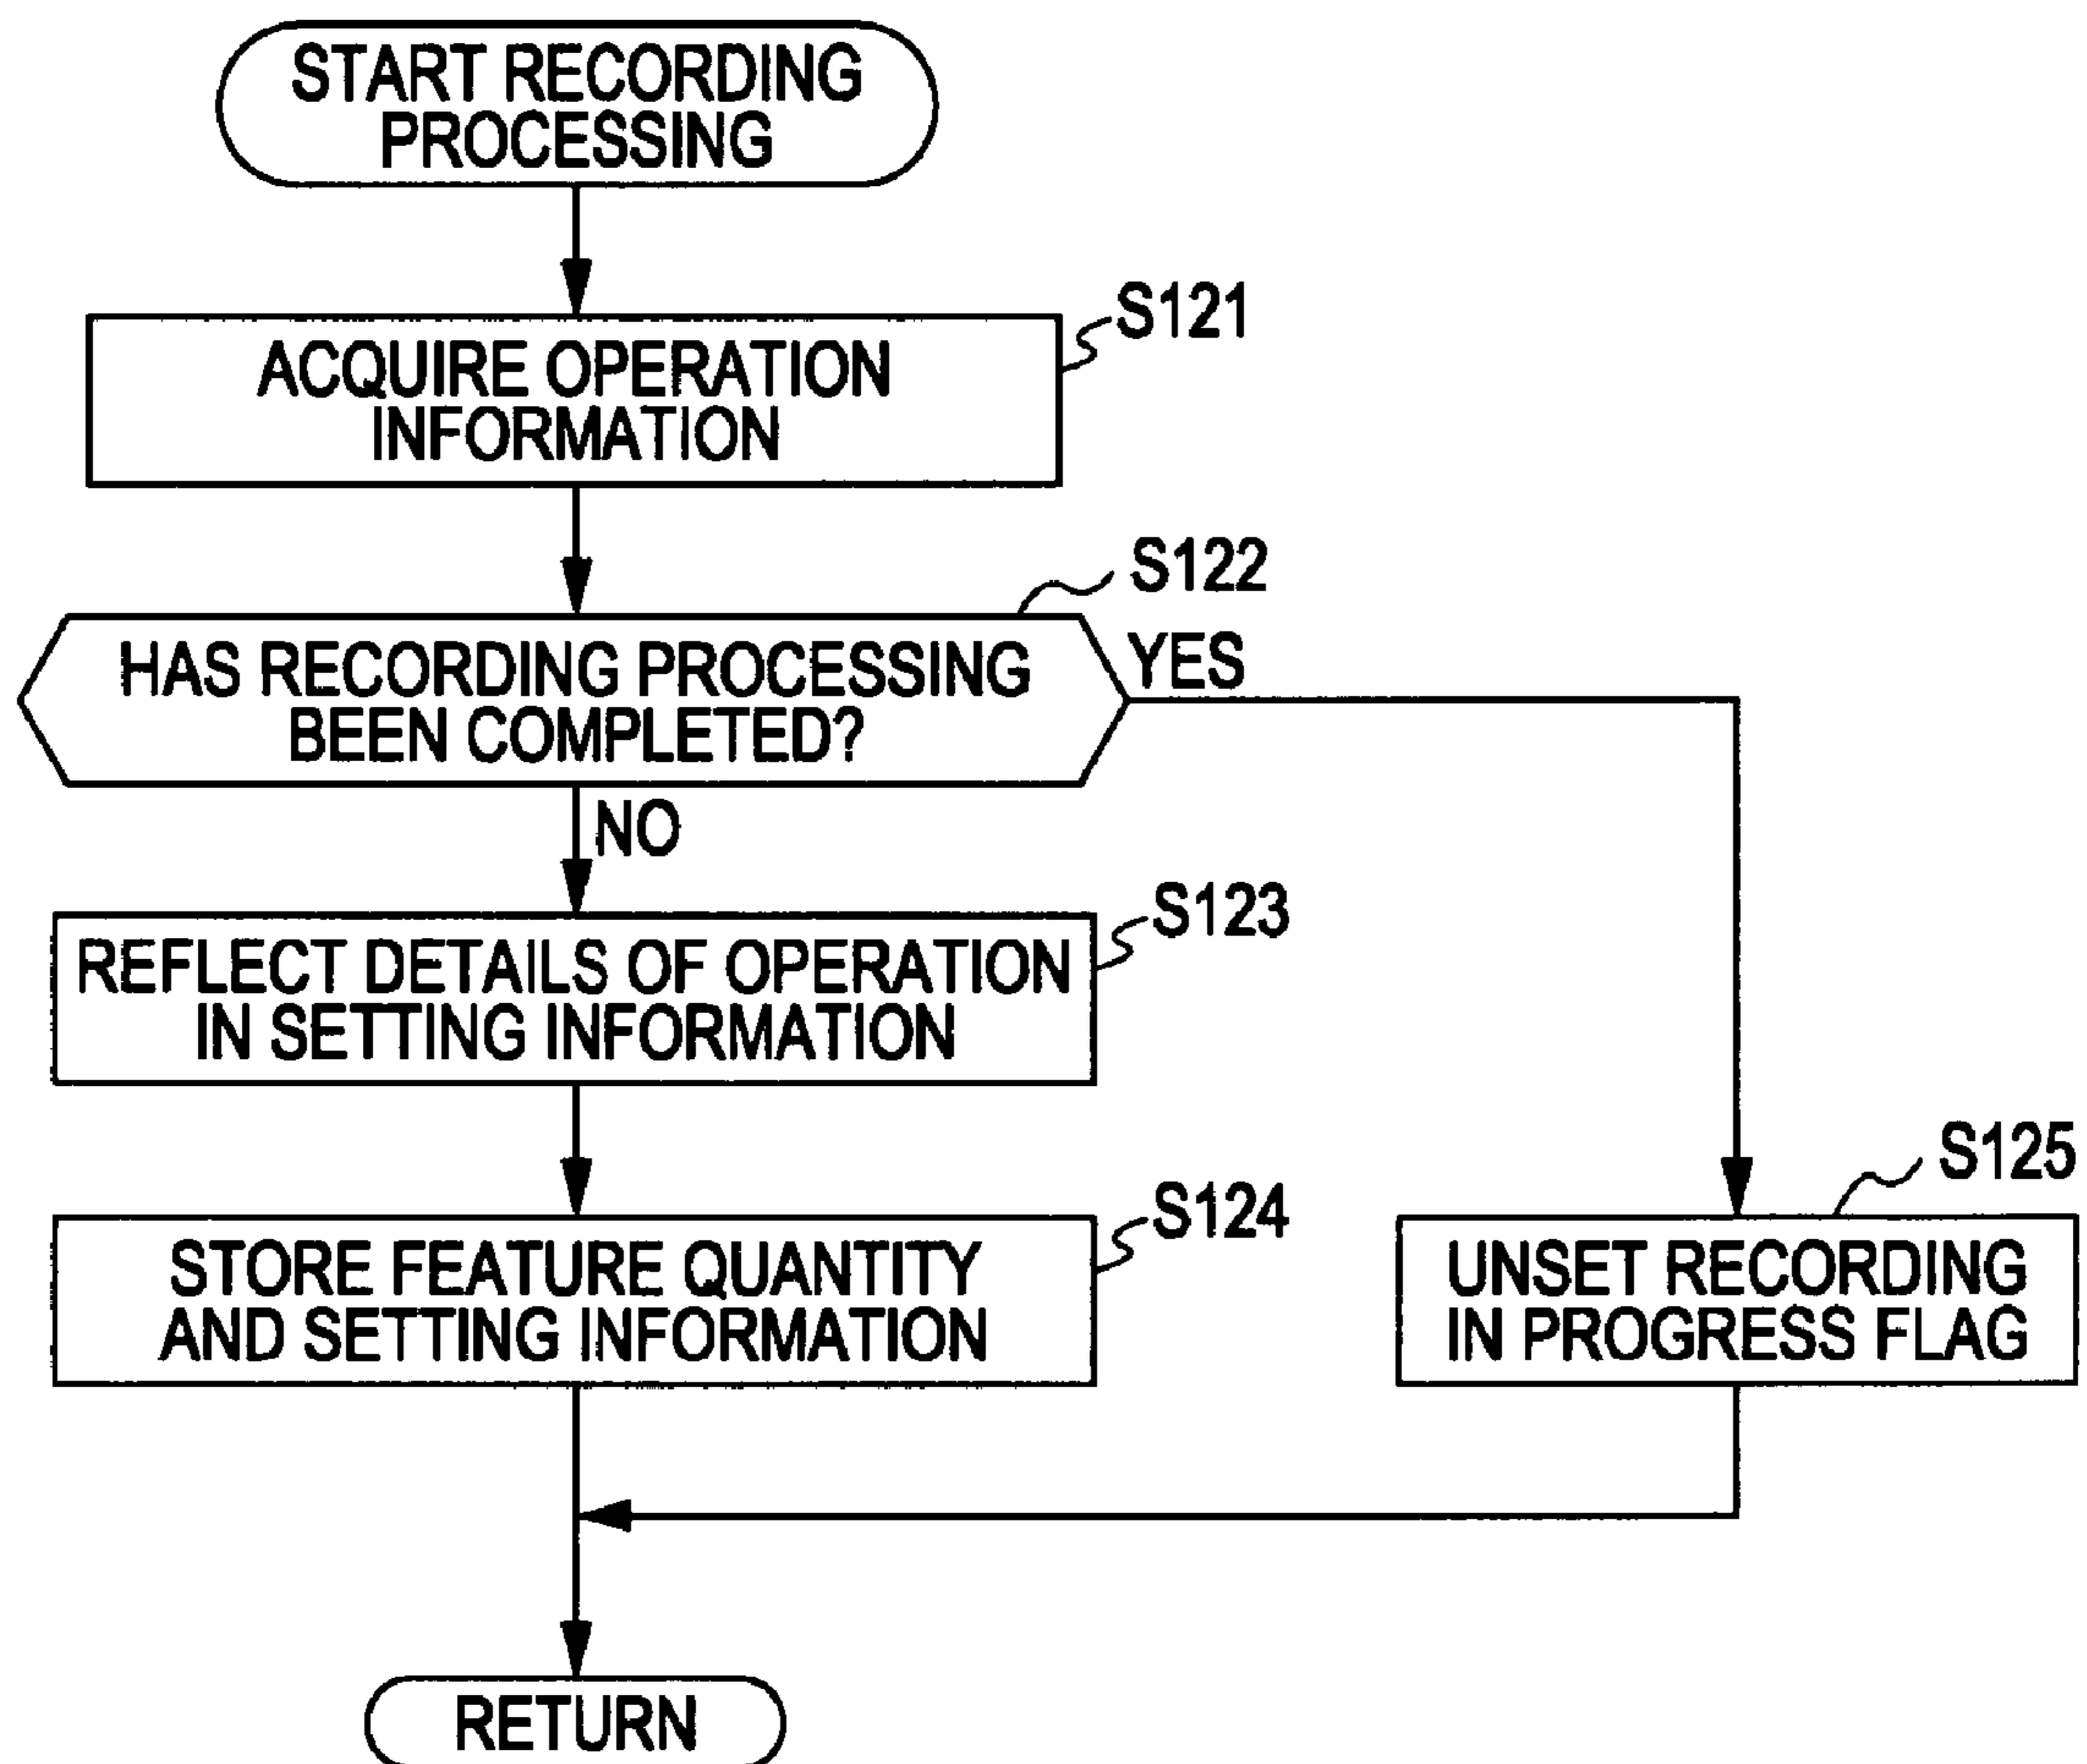 START RECORDING
PROCESSING
S121
ACQUIRE OPERATION
INFORMATION
S122
HAS RECORDING PROCESSING
BEEN COMPLETED?
YES
NO
S123
REFLECT DETAILS OF OPERATION
IN SETTING INFORMATION
S124
STORE FEATURE QUANTITY
AND SETTING INFORMATION
S125
UNSET RECORDING
IN PROGRESS FLAG
RETURN